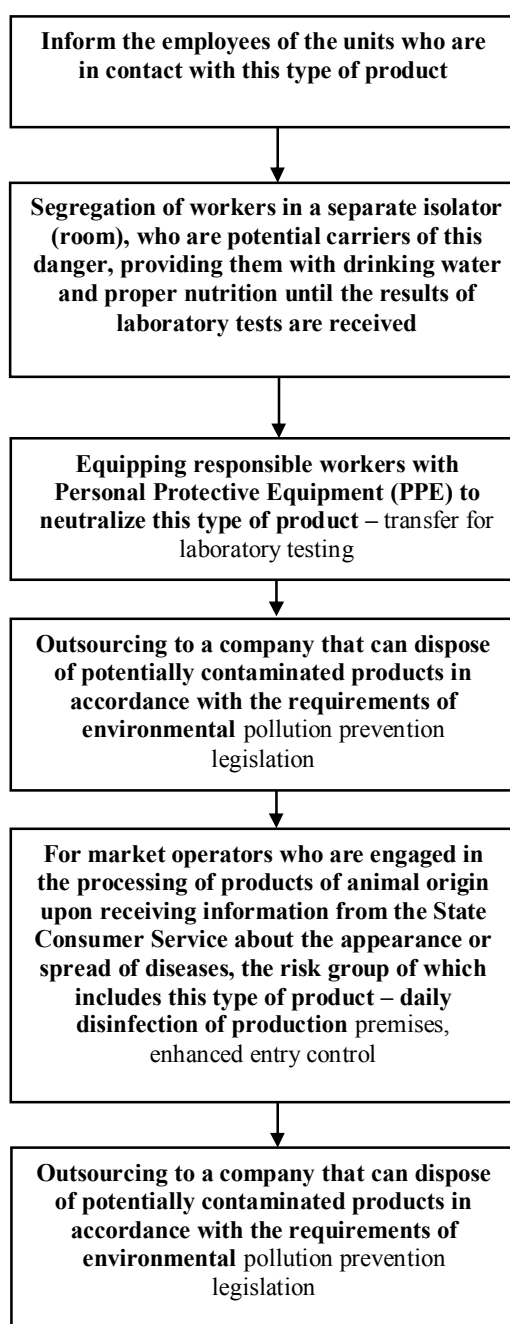 Inform the employees of the units who are
in contact with this type of product
Segregation of workers in a separate isolator
(room), who are potential carriers of this
danger, providing them with drinking water
and proper nutrition until the results of
laboratory tests are received
Equipping responsible workers with
Personal Protective Equipment (PPE) to
neutralize this type of product – transfer for
laboratory testing
Outsourcing to a company that can dispose
of potentially contaminated products in
accordance with the requirements of
environmental pollution prevention
legislation
For market operators who are engaged in
the processing of products of animal origin
upon receiving information from the State
Consumer Service about the appearance or
spread of diseases, the risk group of which
includes this type of product – daily
disinfection of production premises,
enhanced entry control
Outsourcing to a company that can dispose
of potentially contaminated products in
accordance with the requirements of
environmental pollution prevention
legislation